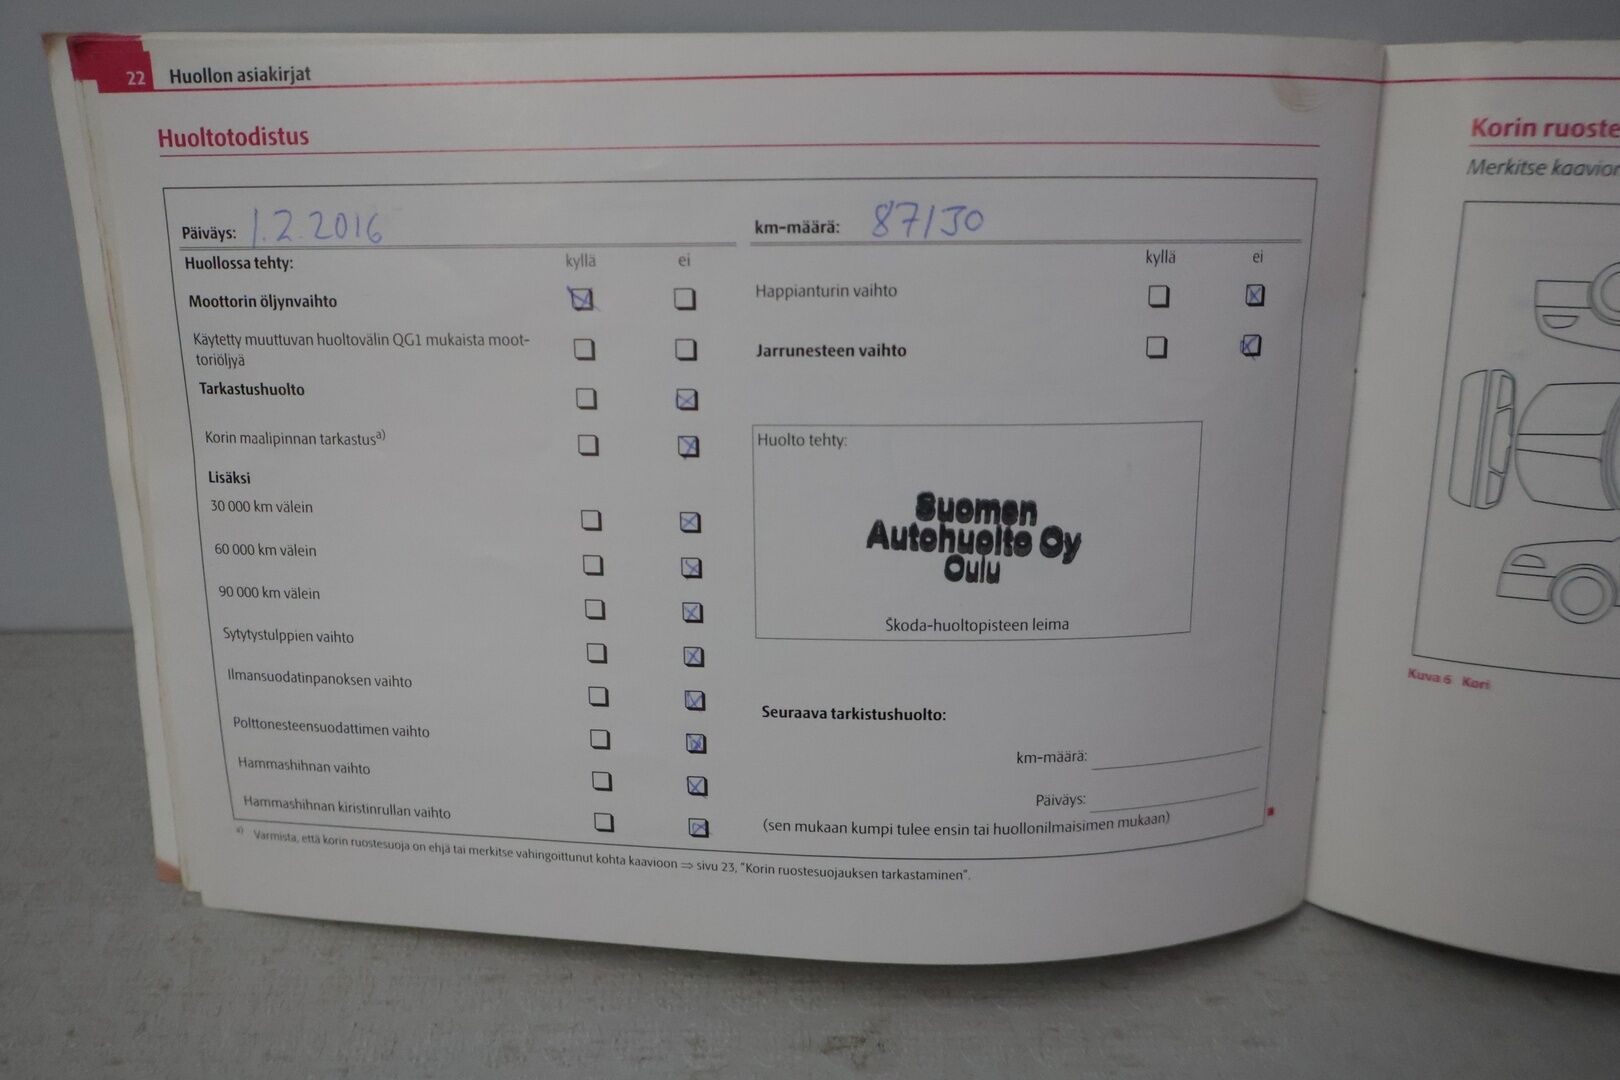 22 Huollon asiakirjat
Huoltotodistus
Päiväys: 1.2.2016
km-määrä: 87130
Huollossa tehty: kyllä ei
Moottorin öljynvaihto
Käytetty muuttuvan huoltovälin QG1 mukaista moot-
toriöljyä
Tarkastushuolto
Korin maalipinnan tarkastus a)
Lisäksi
30 000 km välein
60 000 km välein
90 000 km välein
Sytytystulppien vaihto
Ilmansuodatinpanoksen vaihto
Polttonesteensuodattimen vaihto
Hammashihnan vaihto
Hammashihnan kiristinrullan vaihto
kyllä ei
Happianturin vaihto
Jarrunesteen vaihto
Huolto tehty:
Suomen
Autohuolto Oy
Oulu
Škoda-huoltopisteen leima
Seuraava tarkistushuolto:
km-määrä:
Päiväys:
(sen mukaan kumpi tulee ensin tai huollonilmaisimen mukaan)
a) Varmista, että korin ruostesuoja on ehjä tai merkitse vahingoittunut kohta kaavioon ⇒ sivu 23, "Korin ruostesuojauksen tarkastaminen".
Korin ruoste
Merkitse kaavion
Kuva 6 Kori